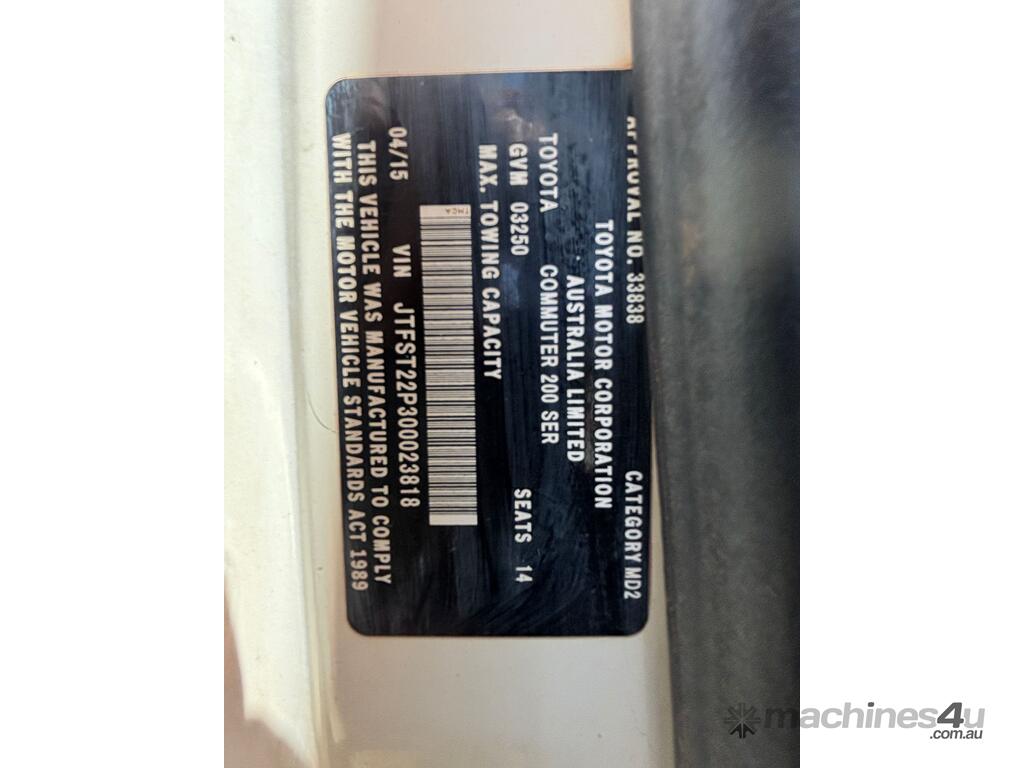 APPROVAL NO. 33838 CATEGORY MD2
TOYOTA MOTOR CORPORATION
AUSTRALIA LIMITED
TOYOTA COMMUTER 200 SER
GVM 03250 SEATS 14
MAX. TOWING CAPACITY
TMCA
04/15 VIN JTFST22P300023818
THIS VEHICLE WAS MANUFACTURED TO COMPLY
WITH THE MOTOR VEHICLE STANDARDS ACT 1989
machines4u
.com.au